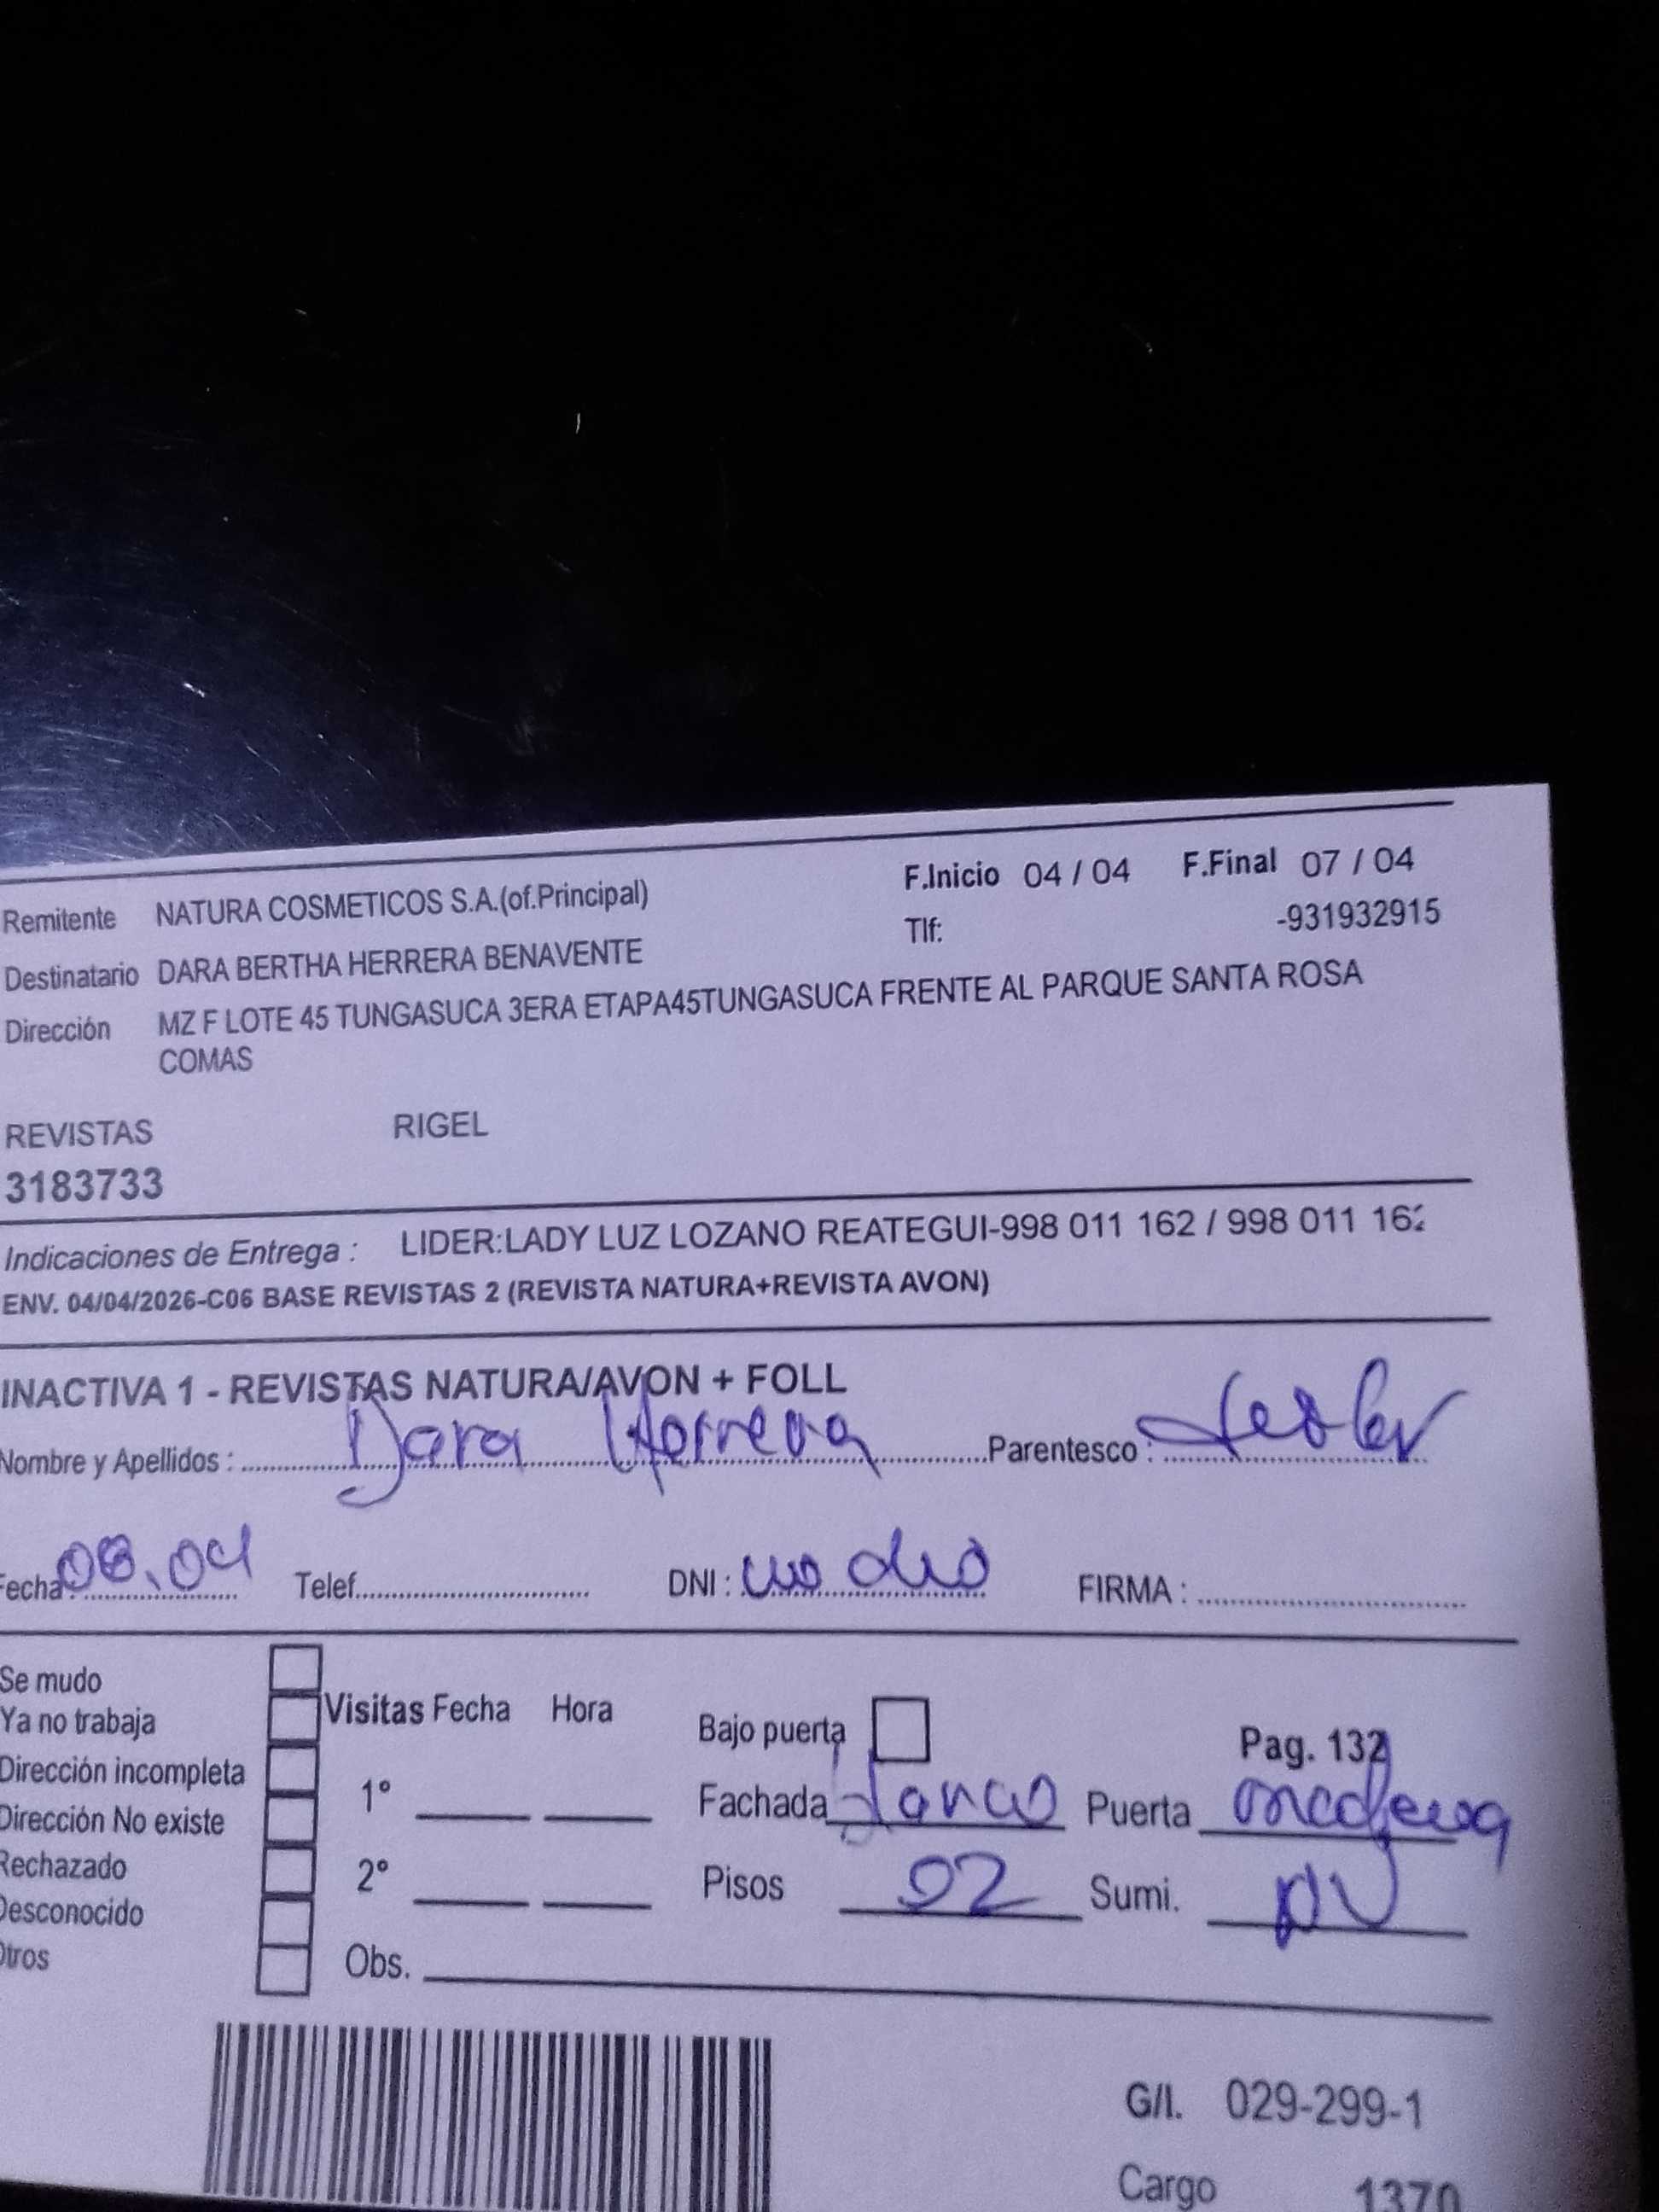 Remitente NATURA COSMETICOS S.A.(of.Principal) F.Inicio 04 / 04 F.Final 07 / 04
Tlf: -931932915
Destinatario DARA BERTHA HERRERA BENAVENTE
Dirección MZ F LOTE 45 TUNGASUCA 3ERA ETAPA45TUNGASUCA FRENTE AL PARQUE SANTA ROSA
COMAS
REVISTAS RIGEL
3183733
Indicaciones de Entrega : LIDER:LADY LUZ LOZANO REATEGUI-998 011 162 / 998 011 162
ENV. 04/04/2026-C06 BASE REVISTAS 2 (REVISTA NATURA+REVISTA AVON)
INACTIVA 1 - REVISTAS NATURA/AVON + FOLL
Nombre y Apellidos : Dara Herrera Parentesco :
Fecha: 08.04 Telef. DNI : no dio FIRMA :
Se mudo
Ya no trabaja Visitas Fecha Hora Bajo puerta Pag. 132
Dirección incompleta 1° Fachada Puerta
Dirección No existe
Rechazado 2° Pisos 02 Sumi. NV
Desconocido
Otros Obs.
G/I. 029-299-1
Cargo 1370